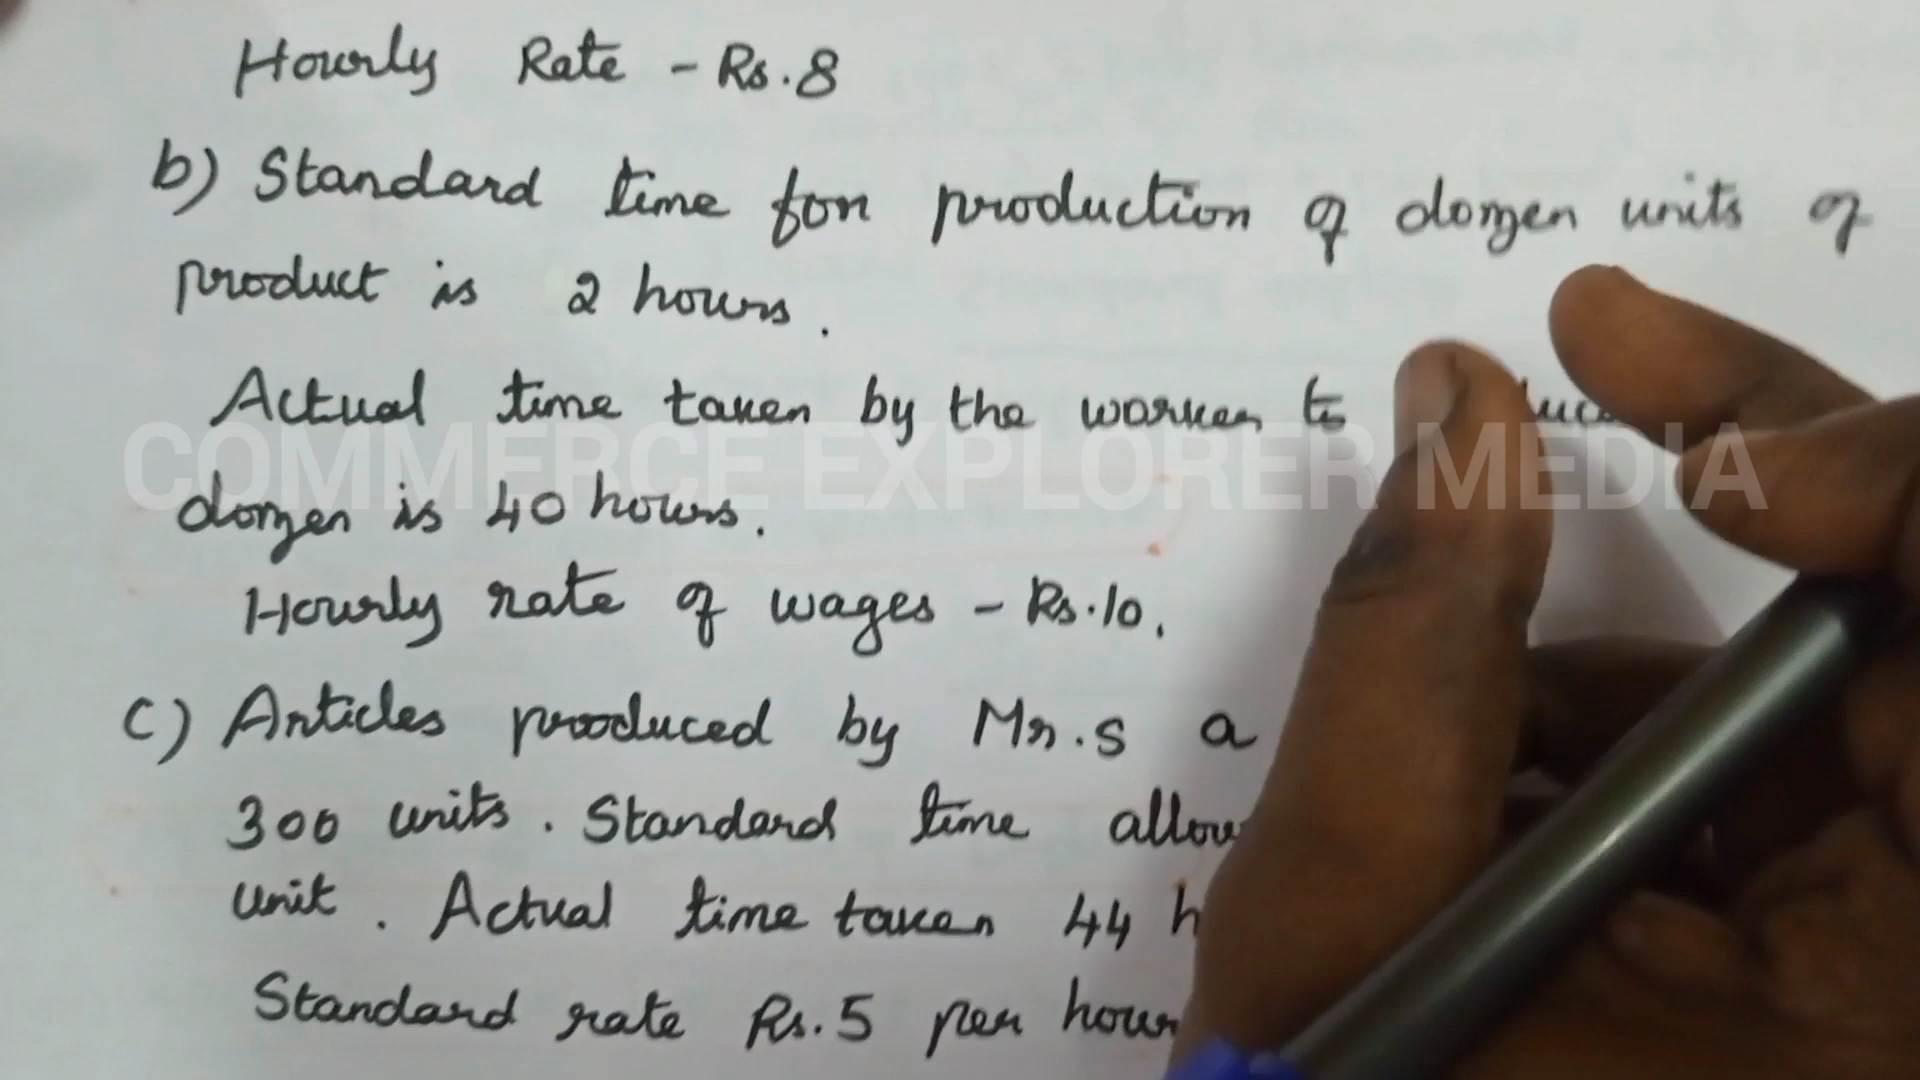 Hourly Rate - Rs.8
b) Standard time for production of dozen units of
product is 2 hours.
Actual time taken by the worker to
COMMERCE EXPLORER MEDIA
dozen is 40 hours.
Hourly rate of wages - Rs.10.
c) Articles produced by Mr.S a
300 units. Standard time
unit. Actual time taken 44 h
Standard rate Rs.5 per hour